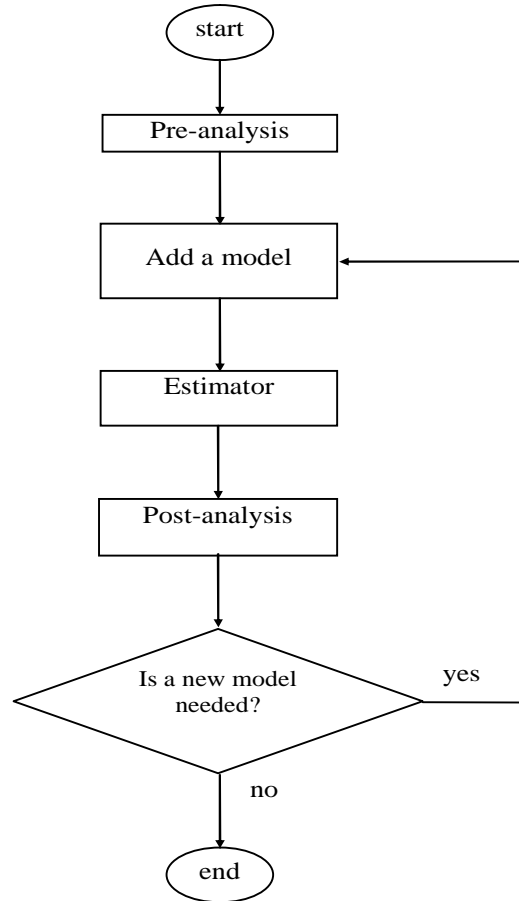 start
Pre-analysis
Add a model
Estimator
Post-analysis
Is a new model
needed?
yes
no
end